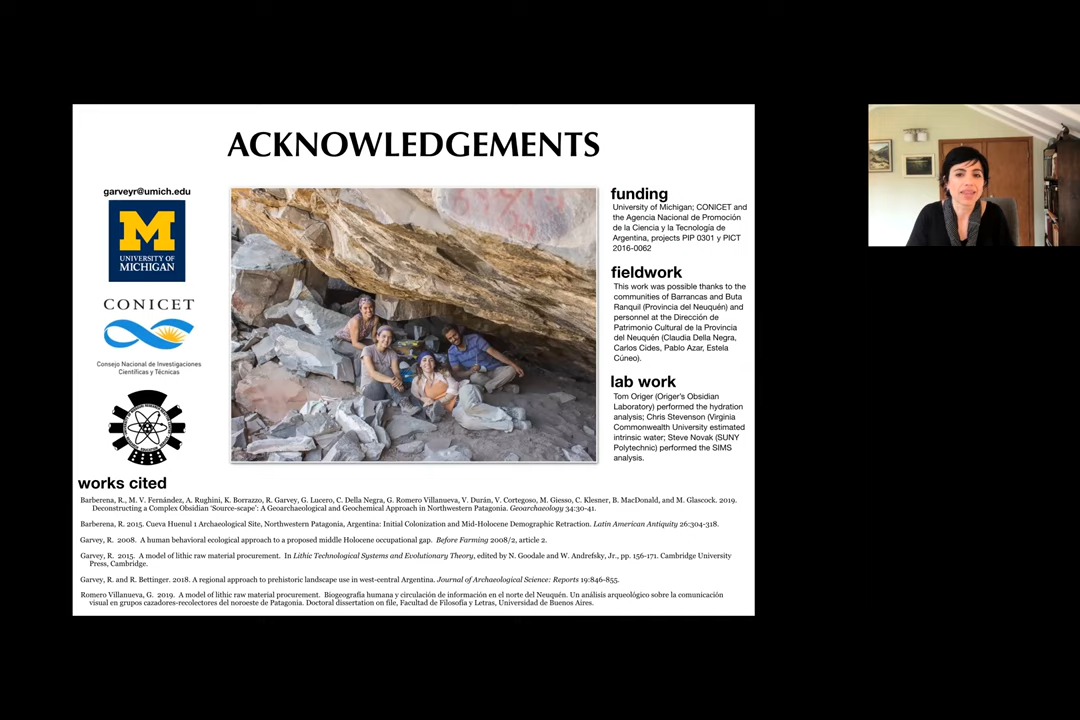 ACKNOWLEDGEMENTS
garveyr@umich.edu
M
UNIVERSITY OF
MICHIGAN
CONICET
Consejo Nacional de Investigaciones
Científicas y Técnicas
funding
University of Michigan; CONICET and
the Agencia Nacional de Promoción
de la Ciencia y la Tecnología de
Argentina, projects PIP 0301 y PICT
2016-0062
fieldwork
This work was possible thanks to the
communities of Barrancas and Buta
Ranquil (Provincia del Neuquén) and
personnel at the Dirección de
Patrimonio Cultural de la Provincia
del Neuquén (Claudia Della Negra,
Carlos Cides, Pablo Azar, Estela
Cúneo).
lab work
Tom Origer (Origer's Obsidian
Laboratory) performed the hydration
analysis; Chris Stevenson (Virginia
Commonwealth University estimated
intrinsic water; Steve Novak (SUNY
Polytechnic) performed the SIMS
analysis.
works cited
Barberena, R., M. V. Fernández, A. Rughini, K. Borrazzo, R. Garvey, G. Lucero, C. Della Negra, G. Romero Villanueva, V. Durán, V. Cortegoso, M. Giesso, C. Klesner, B. MacDonald, and M. Glascock. 2019.
Deconstructing a Complex Obsidian 'Source-scape': A Geoarchaeological and Geochemical Approach in Northwestern Patagonia. Geoarchaeology 34:30-41.
Barberena, R. 2015. Cueva Huenul 1 Archaeological Site, Northwestern Patagonia, Argentina: Initial Colonization and Mid-Holocene Demographic Retraction. Latin American Antiquity 26:304-318.
Garvey, R. 2008. A human behavioral ecological approach to a proposed middle Holocene occupational gap. Before Farming 2008/2, article 2.
Garvey, R. 2015. A model of lithic raw material procurement. In Lithic Technological Systems and Evolutionary Theory, edited by N. Goodale and W. Andrefsky, Jr., pp. 156-171. Cambridge University
Press, Cambridge.
Garvey, R. and R. Bettinger. 2018. A regional approach to prehistoric landscape use in west-central Argentina. Journal of Archaeological Science: Reports 19:846-855.
Romero Villanueva, G. 2019. A model of lithic raw material procurement. Biogeografía humana y circulación de información en el norte del Neuquén. Un análisis arqueológico sobre la comunicación
visual en grupos cazadores-recolectores del noroeste de Patagonia. Doctoral dissertation on file, Facultad de Filosofía y Letras, Universidad de Buenos Aires.